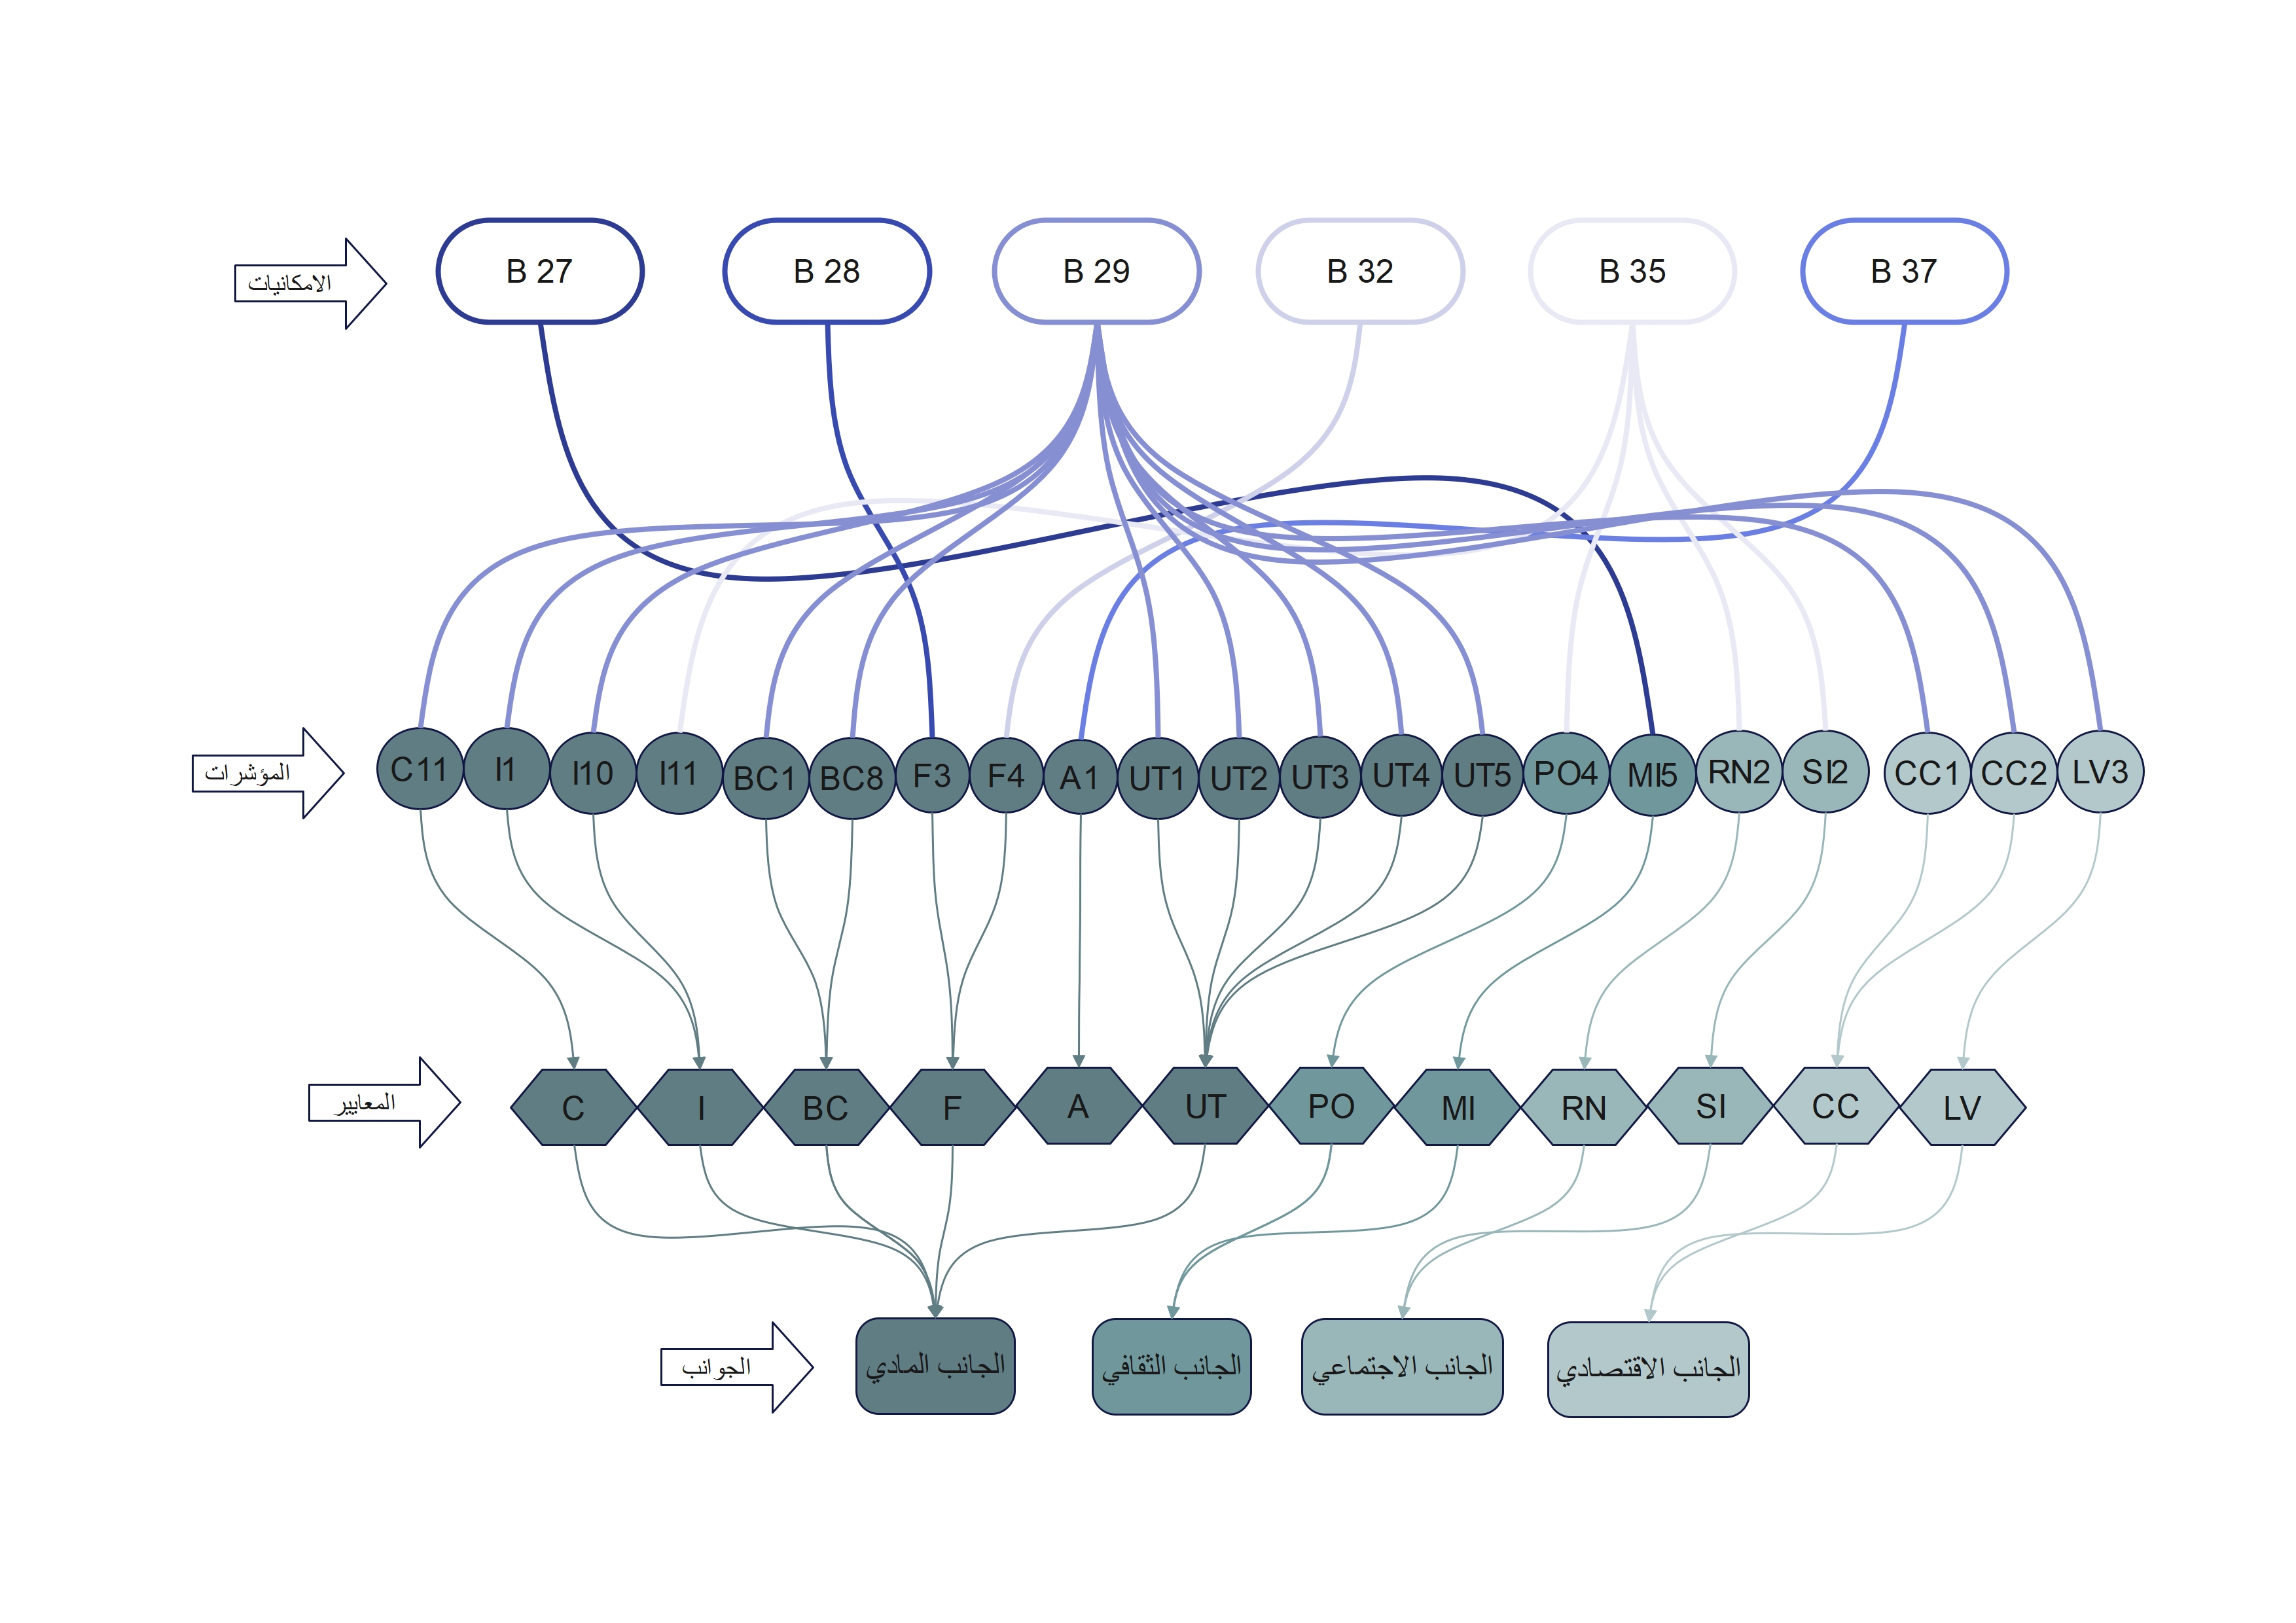 الامكانيات
B 27
B 28
B 29
B 32
B 35
B 37
المؤشرات
C11
I1
I10
I11
BC1
BC8
F3
F4
A1
UT1
UT2
UT3
UT4
UT5
PO4
MI5
RN2
SI2
CC1
CC2
LV3
المعايير
C
I
BC
F
A
UT
PO
MI
RN
SI
CC
LV
الجوانب
الجانب المادي
الجانب الثقافي
الجانب الاجتماعي
الجانب الاقتصادي